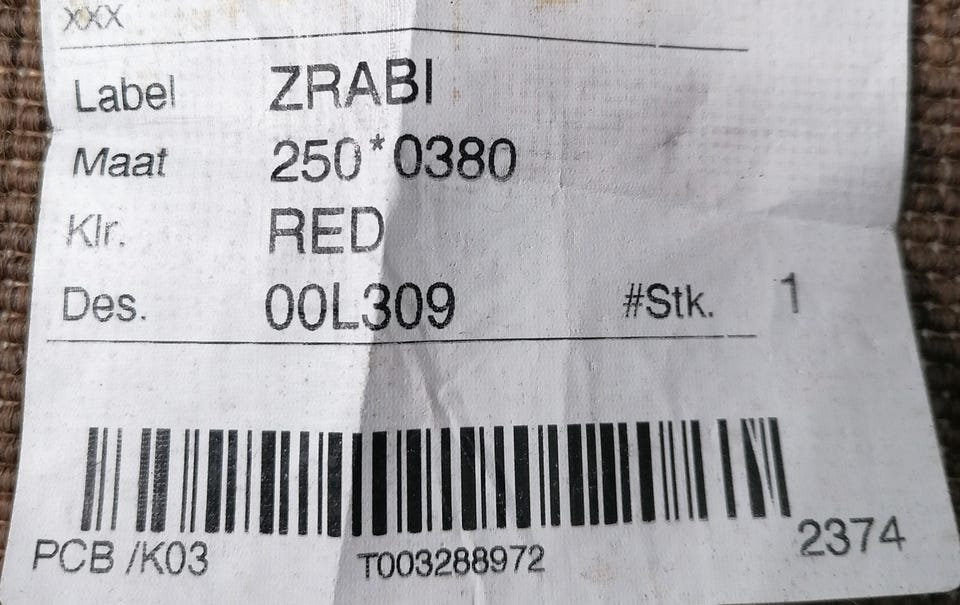 xxx
Label ZRABI
Maat 250*0380
Klr. RED
Des. 00L309 #Stk. 1
PCB /K03 T003288972 2374